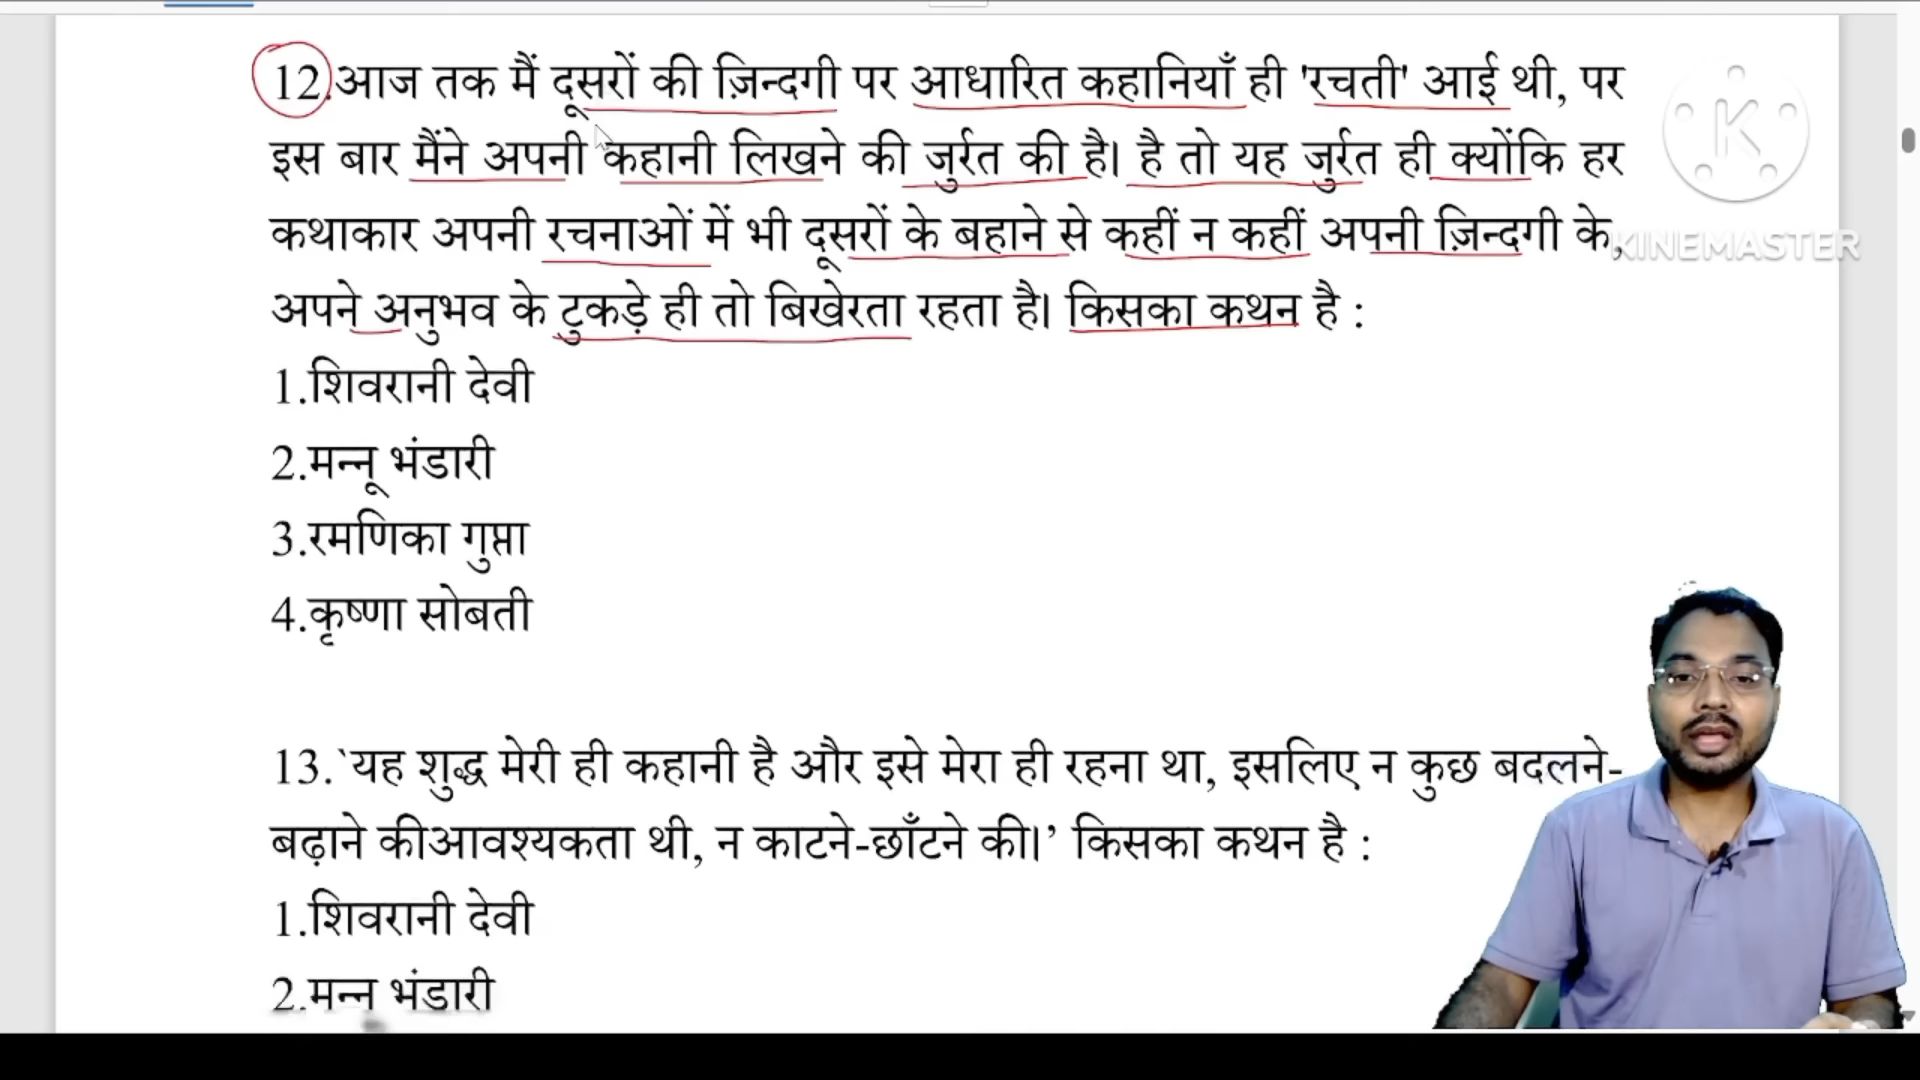 12.आज तक मैं दूसरों की ज़िन्दगी पर आधारित कहानियाँ ही 'रचती' आई थी, पर
इस बार मैंने अपनी कहानी लिखने की जुर्रत की है। है तो यह जुर्रत ही क्योंकि हर
कथाकार अपनी रचनाओं में भी दूसरों के बहाने से कहीं न कहीं अपनी ज़िन्दगी के,
अपने अनुभव के टुकड़े ही तो बिखेरता रहता है। किसका कथन है :
1.शिवरानी देवी
2.मन्नू भंडारी
3.रमणिका गुप्ता
4.कृष्णा सोबती
13.`यह शुद्ध मेरी ही कहानी है और इसे मेरा ही रहना था, इसलिए न कुछ बदलने-
बढ़ाने कीआवश्यकता थी, न काटने-छाँटने की।’ किसका कथन है :
1.शिवरानी देवी
2.मन्नू भंडारी
K
KINEMASTER